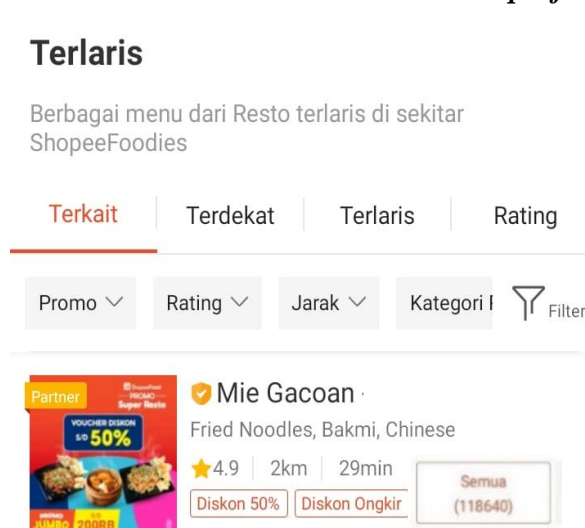 Terlaris
Berbagai menu dari Resto terlaris di sekitar
ShopeeFoodies
Terkait
Terdekat
Terlaris
Rating
Promo
Rating
Jarak
Kategori
Filter
Partner
ShopeeFood
PROMO
Super Resto
VOUCHER DISKON
S/D 50%
JUMBO
200RB
Mie Gacoan
Fried Noodles, Bakmi, Chinese
4.9
2km
29min
Diskon 50%
Diskon Ongkir
Semua
(118640)